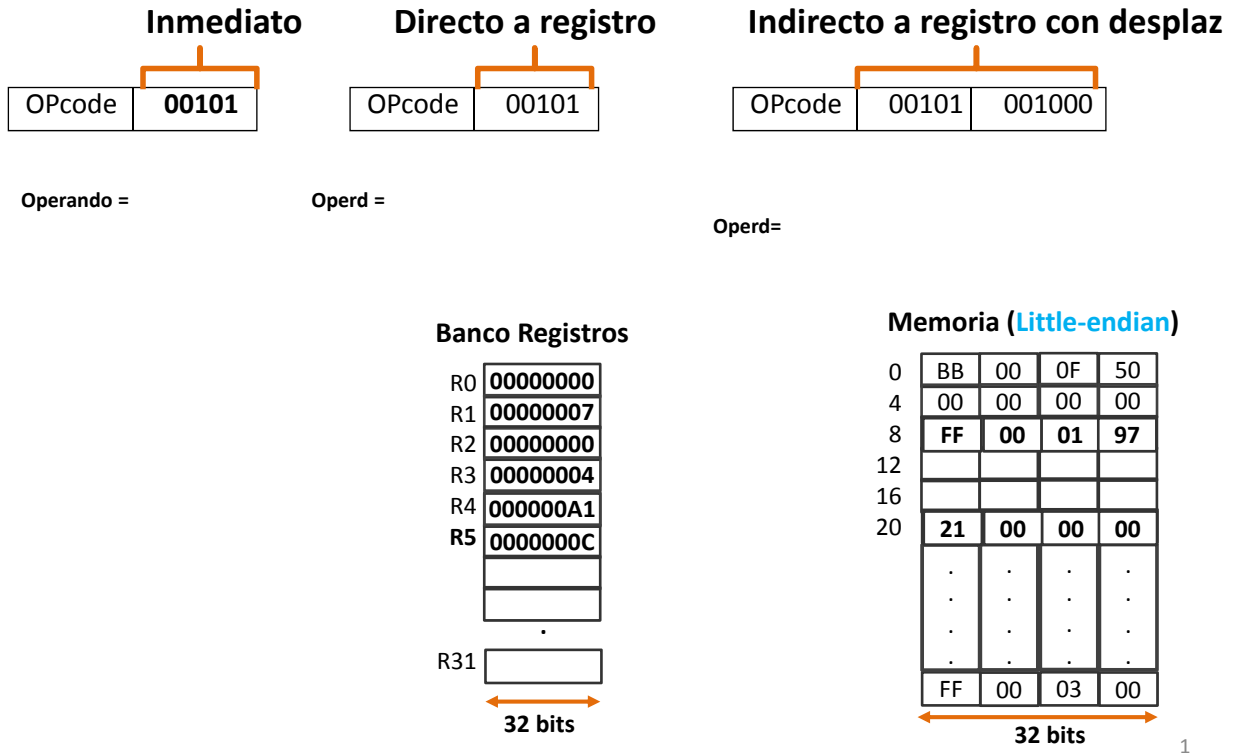 Inmediato Directo a registro Indirecto a registro con desplaz
OPcode 00101 OPcode 00101 OPcode 00101 001000
Operando = Operd =
Operd=
Banco Registros
R0 00000000
R1 00000007
R2 00000000
R3 00000004
R4 000000A1
R5 0000000C
.
R31
32 bits
Memoria (Little-endian)
0 BB 00 0F 50
4 00 00 00 00
8 FF 00 01 97
12
16
20 21 00 00 00
. . . .
. . . .
. . . .
. . . .
FF 00 03 00
32 bits
1